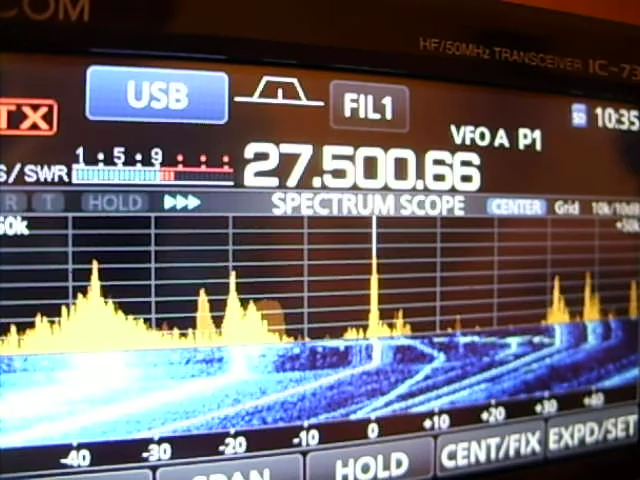 COM
HF/50MHz TRANSCEIVER IC-73
TX
USB
FIL1
10:35
VFO A P1
S/SWR
1 · 5 · 9
27.500.66
R T HOLD
SPECTRUM SCOPE
CENTER Grid 10k/10dB
50k
+50k
-40 -30 -20 -10 0 +10 +20 +30 +40
SPAN HOLD CENT/FIX EXPD/SET